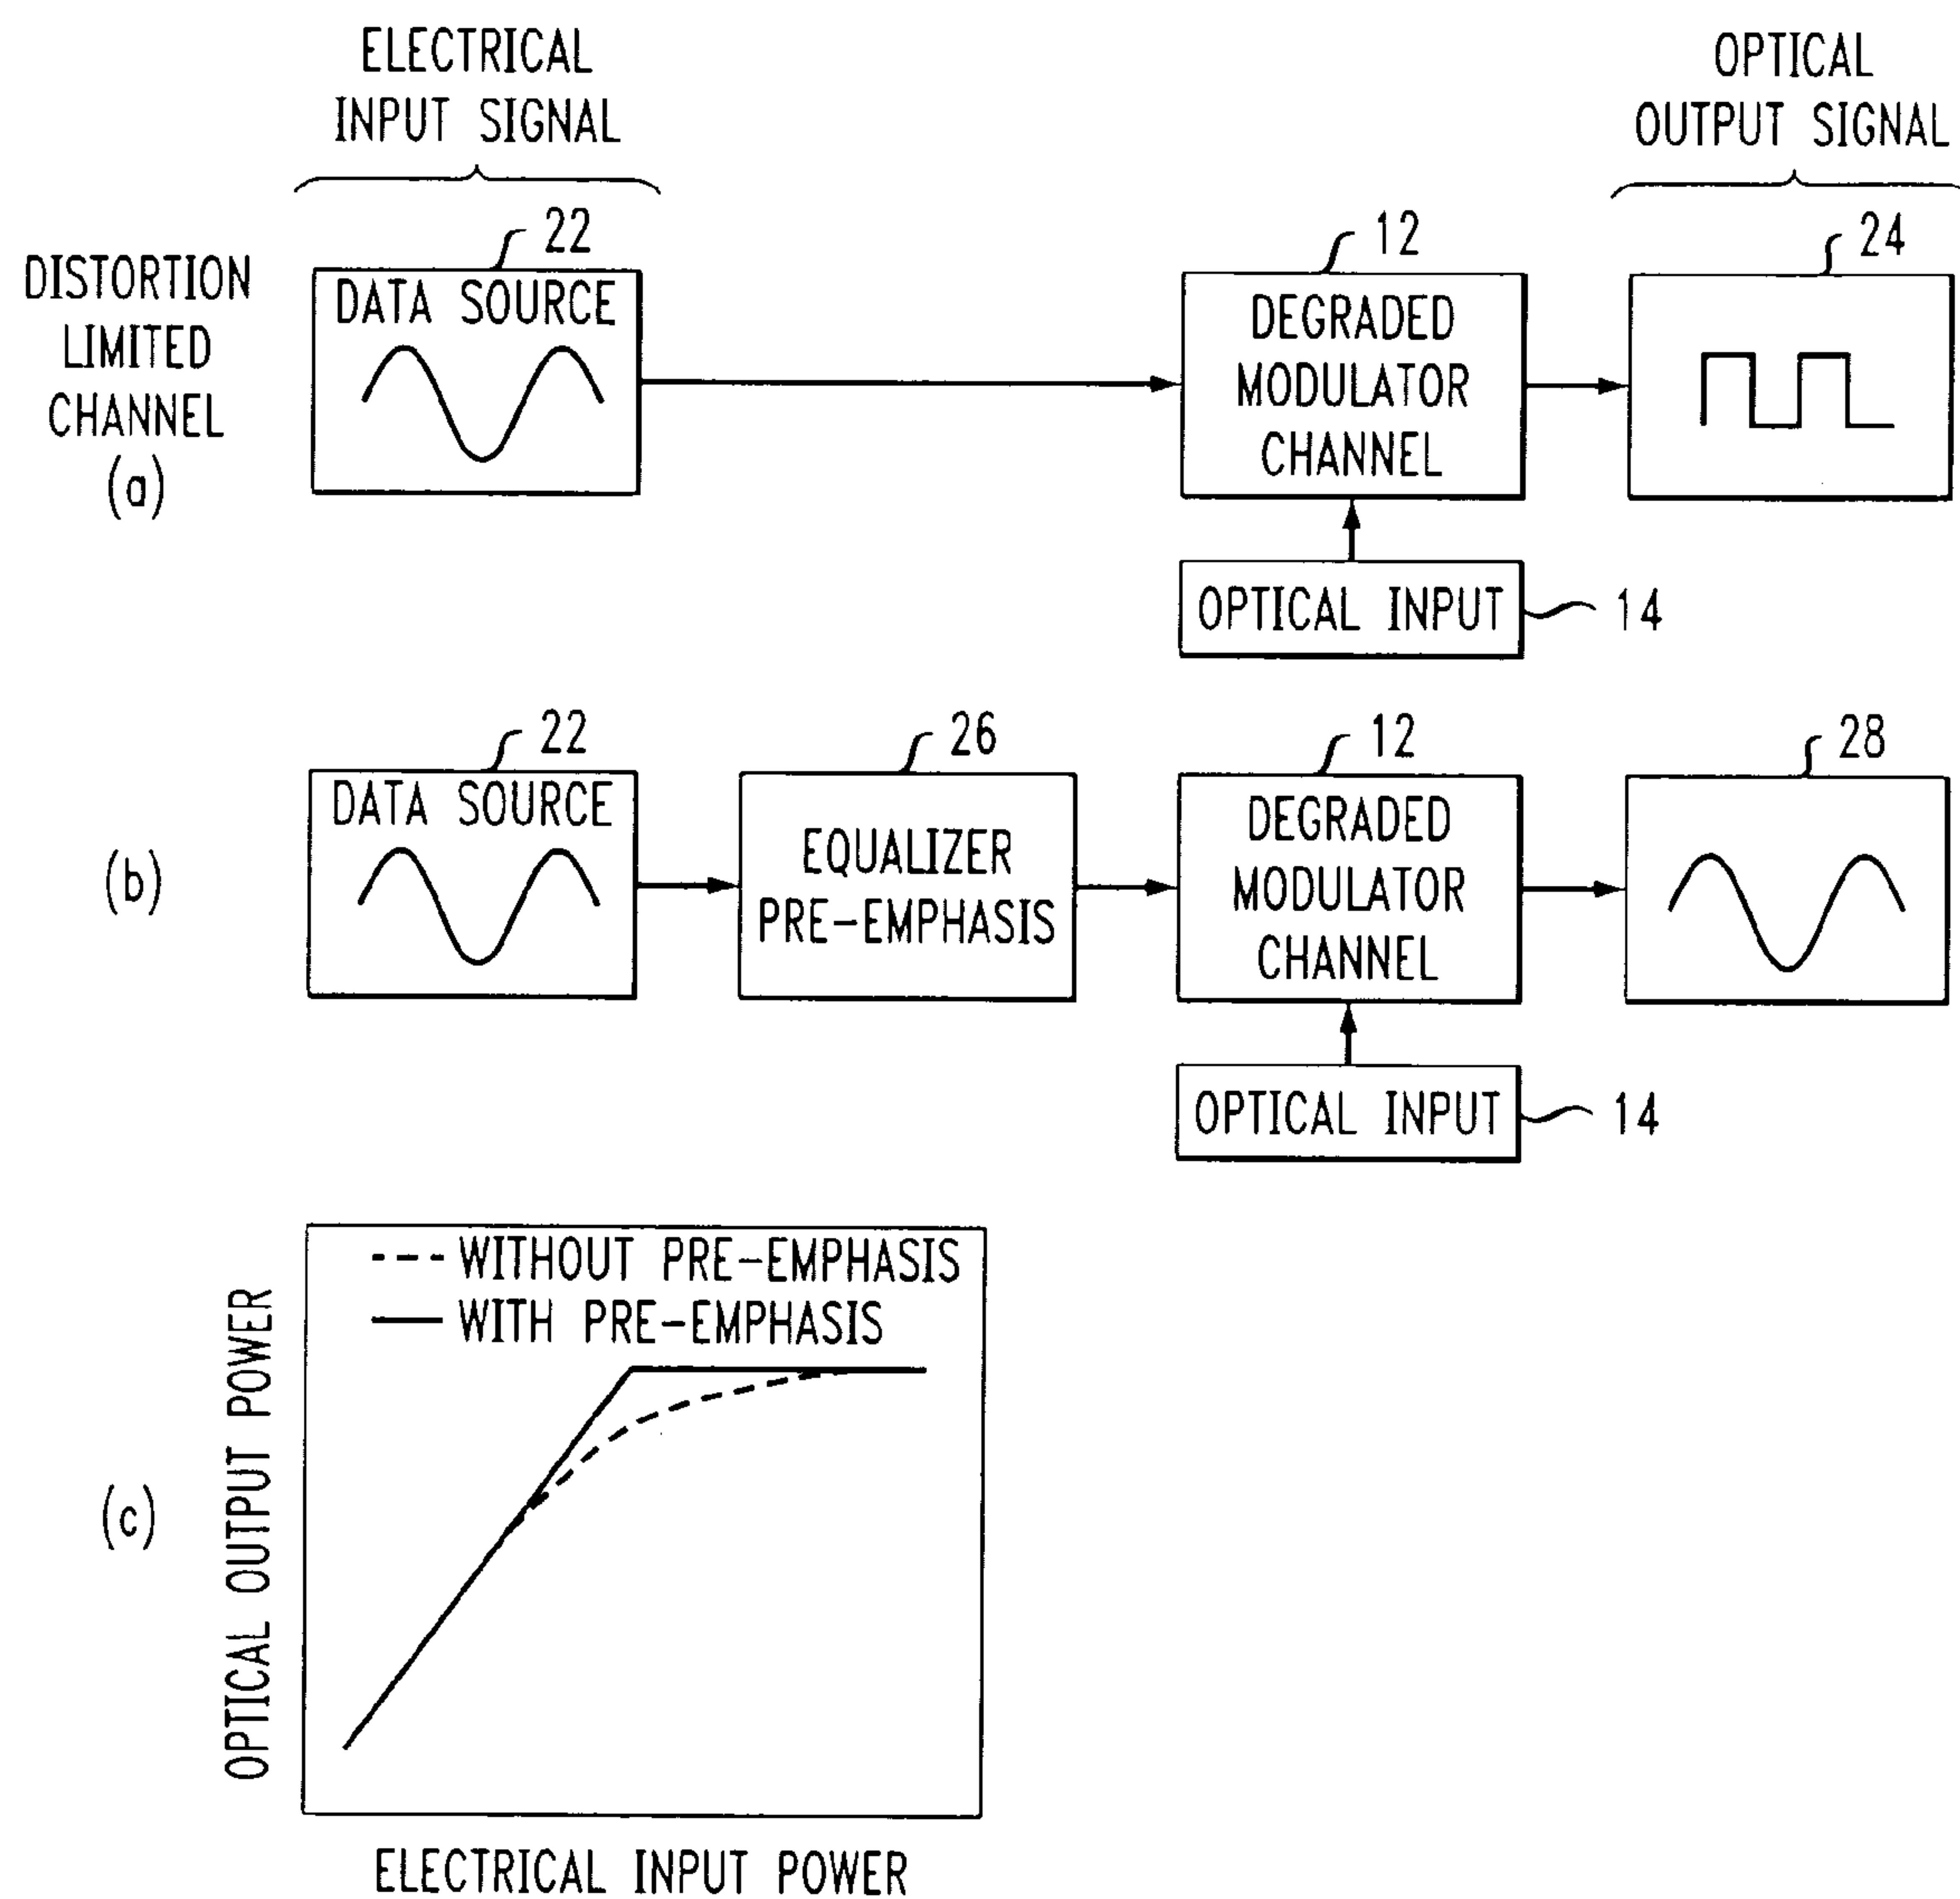 ELECTRICAL
INPUT SIGNAL
OPTICAL
OUTPUT SIGNAL
DISTORTION
LIMITED
CHANNEL
(a)
22
DATA SOURCE
12
DEGRADED
MODULATOR
CHANNEL
24
OPTICAL INPUT
14
(b)
22
DATA SOURCE
26
EQUALIZER
PRE-EMPHASIS
12
DEGRADED
MODULATOR
CHANNEL
28
OPTICAL INPUT
14
(c)
WITHOUT PRE-EMPHASIS
WITH PRE-EMPHASIS
OPTICAL OUTPUT POWER
ELECTRICAL INPUT POWER